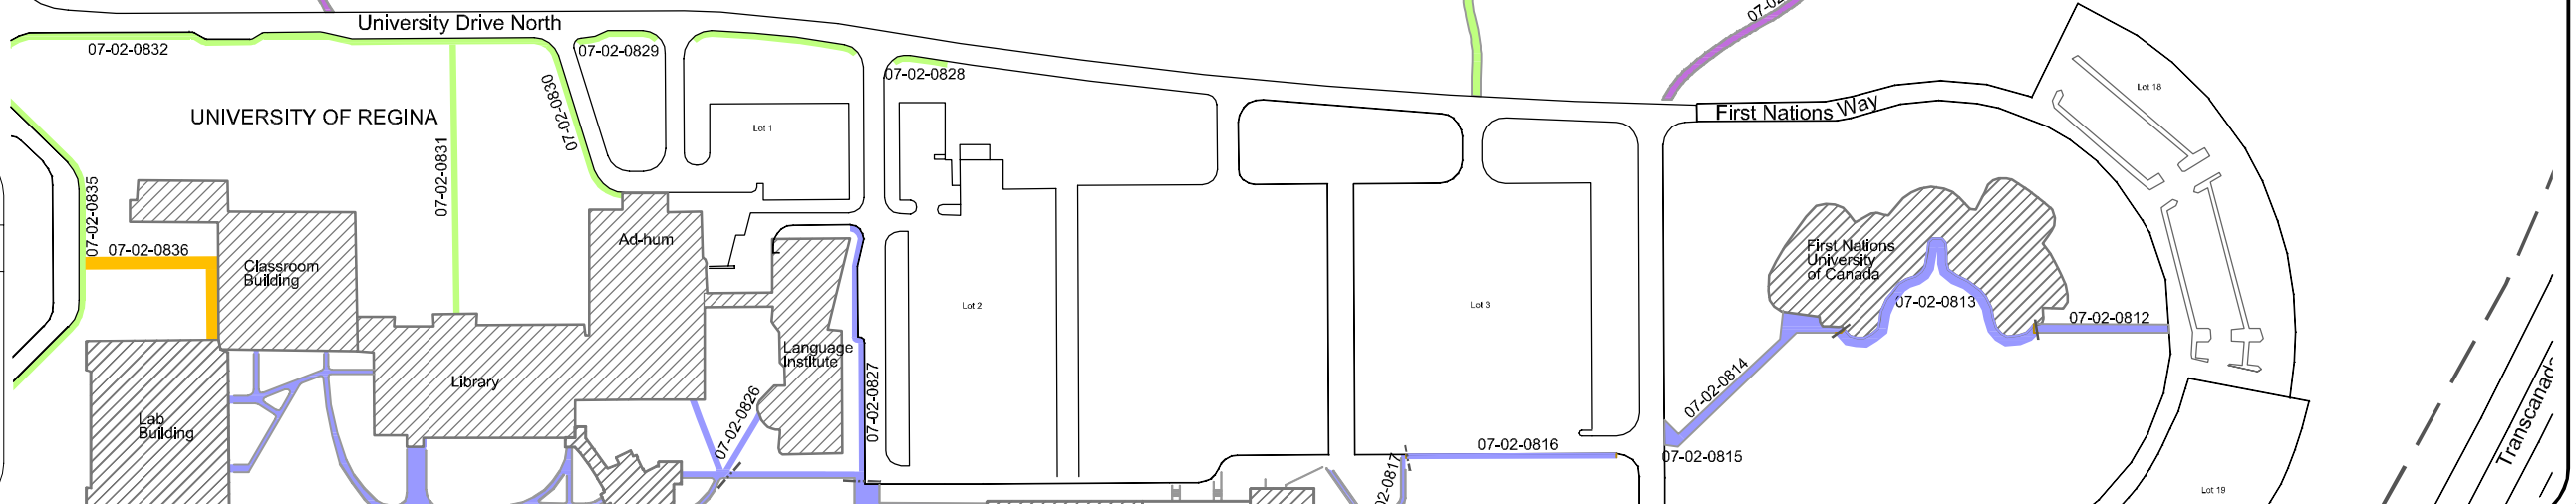 University Drive North
07-02-0832
07-02-0829
07-02-0828
07-02-0830
UNIVERSITY OF REGINA
First Nations Way
Lot 18
Lot 1
07-02-0831
07-02-0835
07-02-0836
Ad-hum
Classroom
Building
First Nations
University
of Canada
07-02-0813
07-02-0812
Lot 2
Lot 3
Language
Institute
Library
07-02-0827
07-02-0826
07-02-0814
Lab
Building
07-02-0816
07-02-0815
02-0817
Transcanada
Lot 19